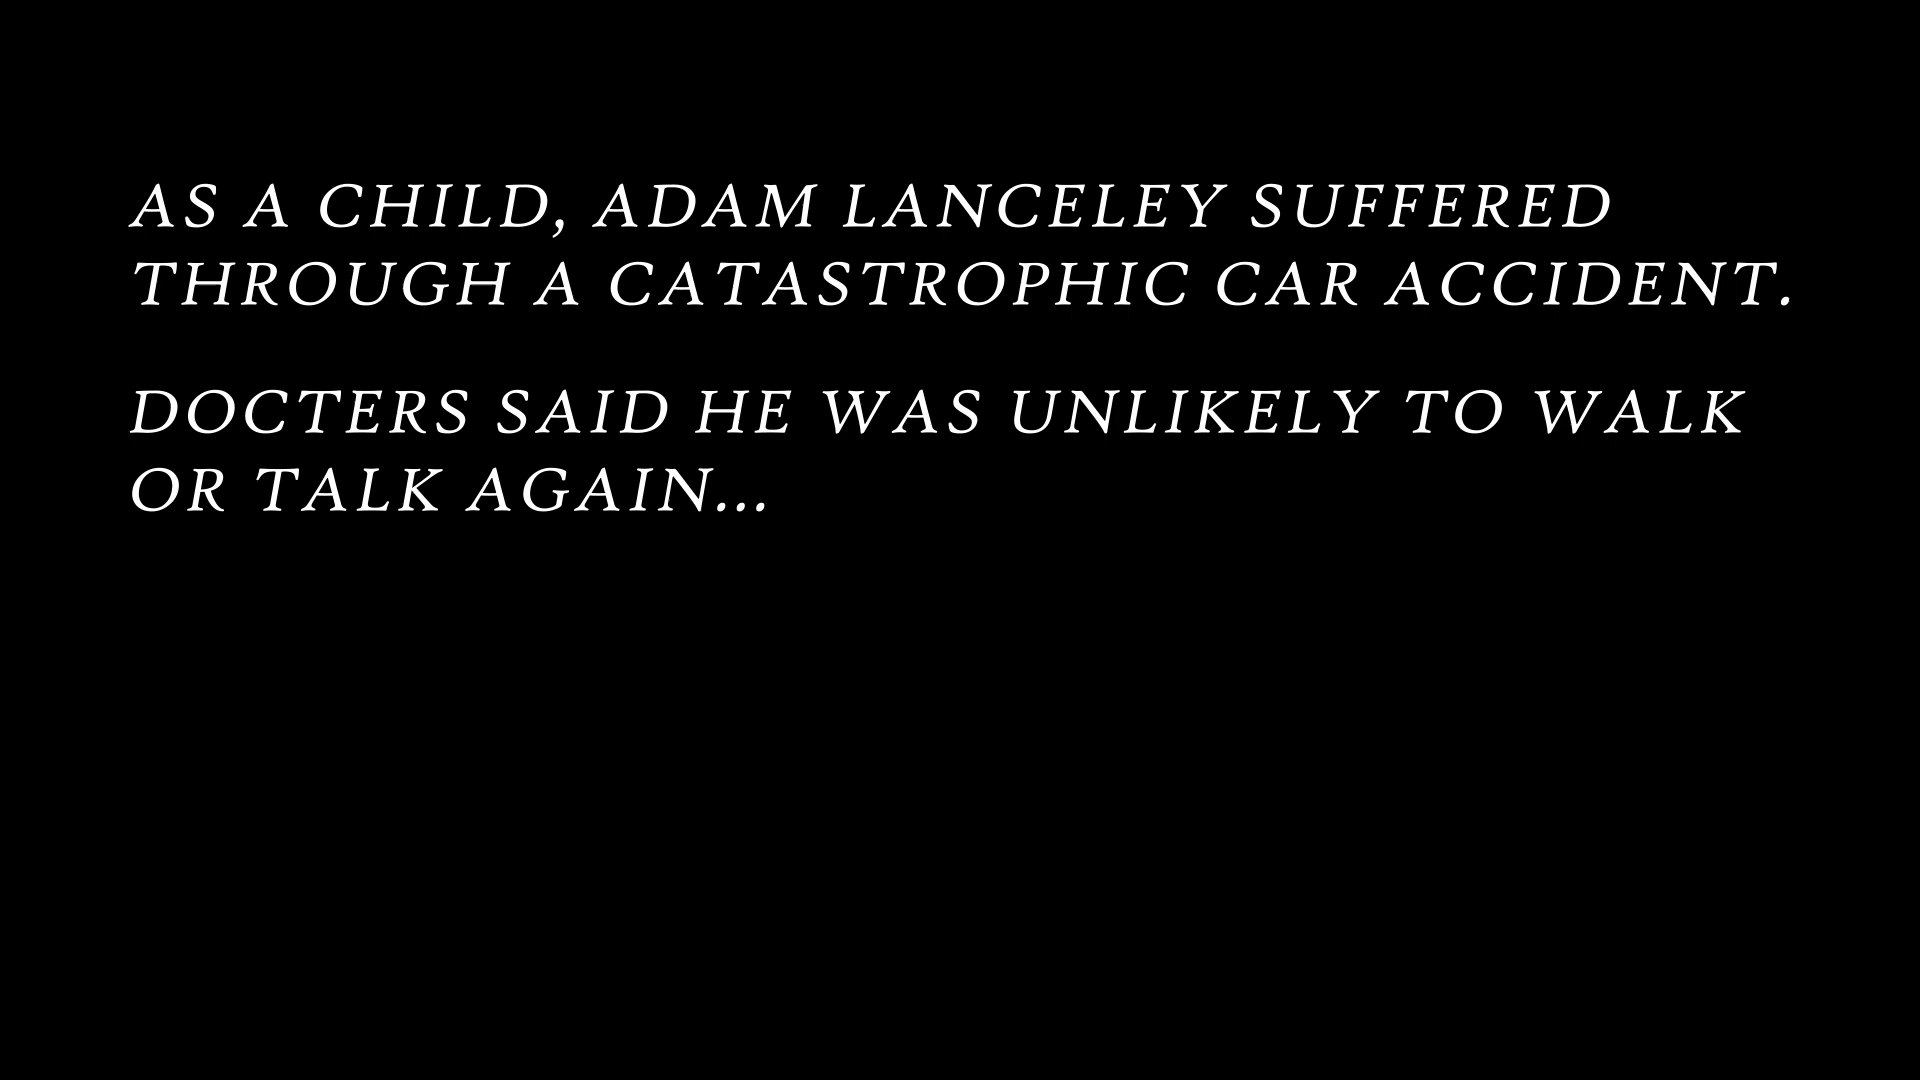 AS A CHILD, ADAM LANCELEY SUFFERED
THROUGH A CATASTROPHIC CAR ACCIDENT.
DOCTERS SAID HE WAS UNLIKELY TO WALK
OR TALK AGAIN...